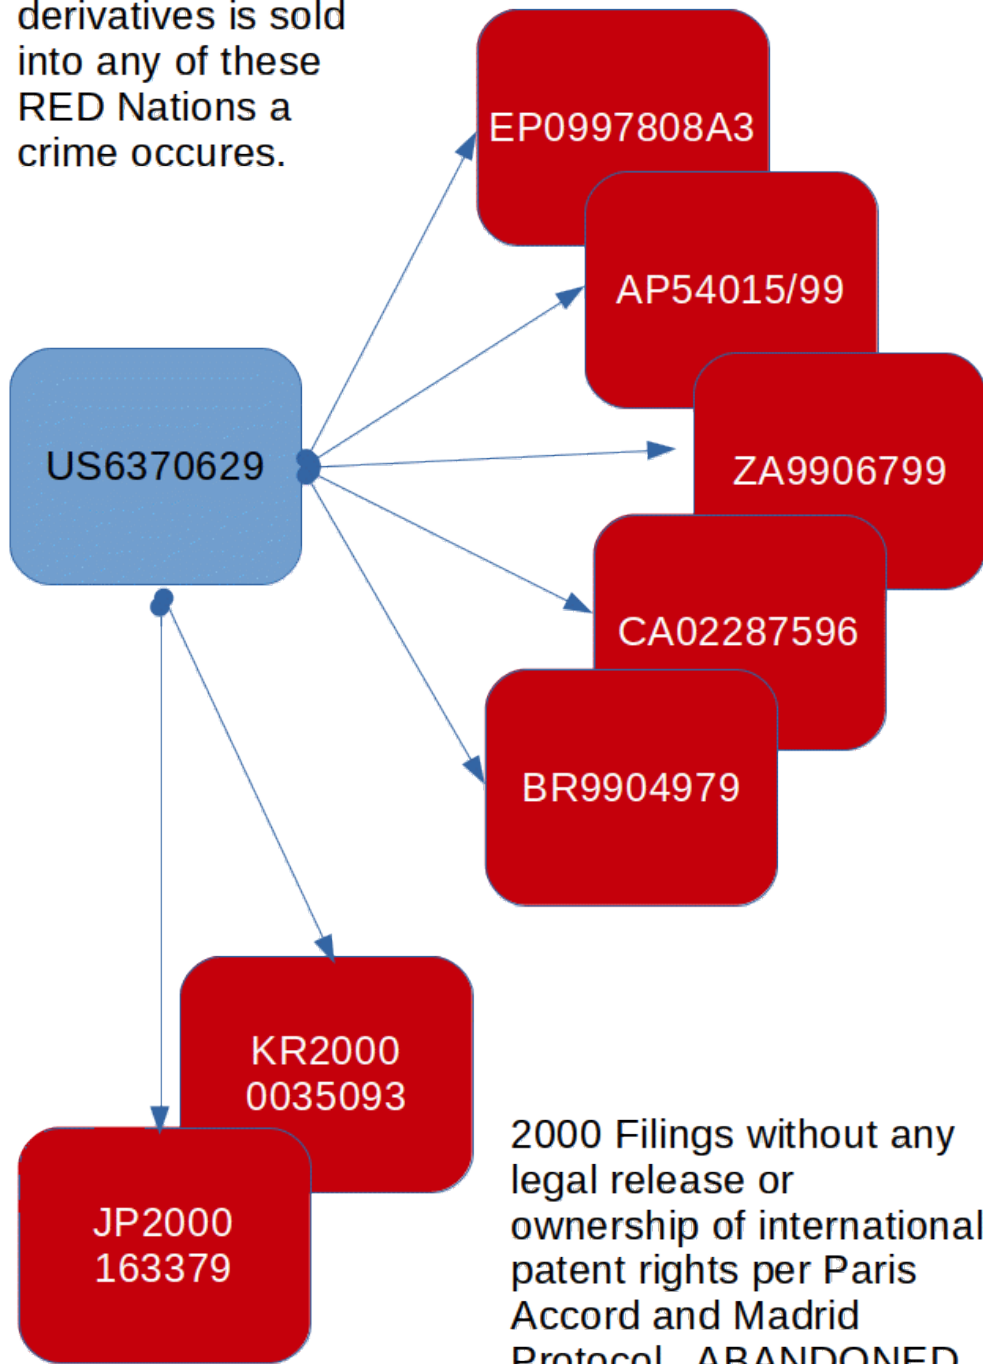 derivatives is sold
into any of these
RED Nations a
crime occures.
EP0997808A3
AP54015/99
US6370629
ZA9906799
CA02287596
BR9904979
KR2000
0035093
JP2000
163379
2000 Filings without any
legal release or
ownership of international
patent rights per Paris
Accord and Madrid
Protocol ABANDONED